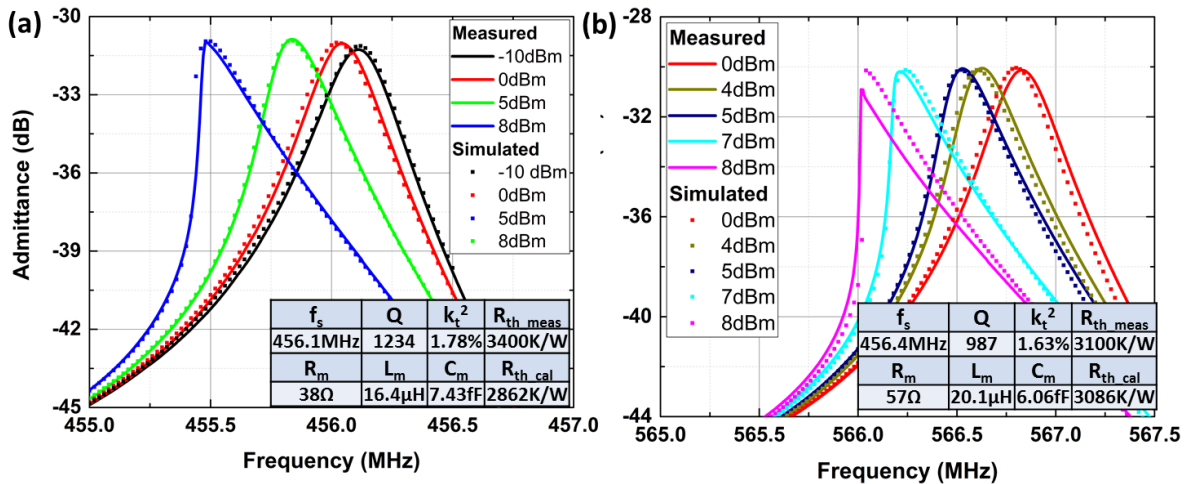 (a)
Admittance (dB)
-29
-31
-33
-36
-39
-42
-45
455.0
455.5
456.0
456.5
457.0
Frequency (MHz)
Measured
-10dBm
0dBm
5dBm
8dBm
Simulated
-10 dBm
0dBm
5dBm
8dBm
fs Q kt2 Rth_meas
456.1MHz 1234 1.78% 3400K/W
Rm Lm Cm Rth_cal
38Ω 16.4µH 7.43fF 2862K/W
(b)
-28
-32
-36
-40
-44
565.0
565.5
566.0
566.5
567.0
567.5
Frequency (MHz)
Measured
0dBm
4dBm
5dBm
7dBm
8dBm
Simulated
0dBm
4dBm
5dBm
7dBm
8dBm
fs Q kt2 Rth_meas
456.4MHz 987 1.63% 3100K/W
Rm Lm Cm Rth_cal
57Ω 20.1µH 6.06fF 3086K/W